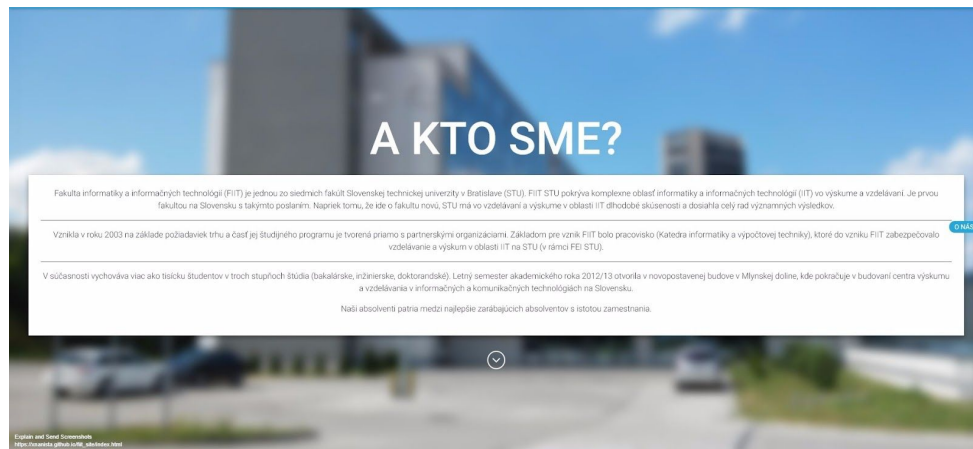 A KTO SME?
Fakulta informatiky a informačných technológií (FIIT) je jednou zo siedmich fakúlt Slovenskej technickej univerzity v Bratislave (STU). FIIT STU pokrýva komplexne oblasť informatiky a informačných technológií (IIT) vo výskume a vzdelávaní. Je prvou
fakultou na Slovensku s takýmto poslaním. Napriek tomu, že ide o fakultu novú, STU má vo vzdelávaní a výskume v oblasti IIT dlhodobé skúsenosti a dosiahla celý rad významných výsledkov.
O NÁS
Vznikla v roku 2003 na základe požiadaviek trhu a časť jej študijného programu je tvorená priamo s partnerskými organizáciami. Základom pre vznik FIIT bolo pracovisko (Katedra informatiky a výpočtovej techniky), ktoré do vzniku FIIT zabezpečovalo
vzdelávanie a výskum v oblasti IIT na STU (v rámci FEI STU).
V súčasnosti vychováva viac ako tisícku študentov v troch stupňoch štúdia (bakalárske, inžinierske, doktorandské). Letný semester akademického roka 2012/13 otvorila v novopostavenej budove v Mlynskej doline, kde pokračuje v budovaní centra výskumu
a vzdelávania v informačných a komunikačných technológiách na Slovensku.
Naši absolventi patria medzi najlepšie zarábajúcich absolventov s istotou zamestnania.
Explain and Send Screenshots